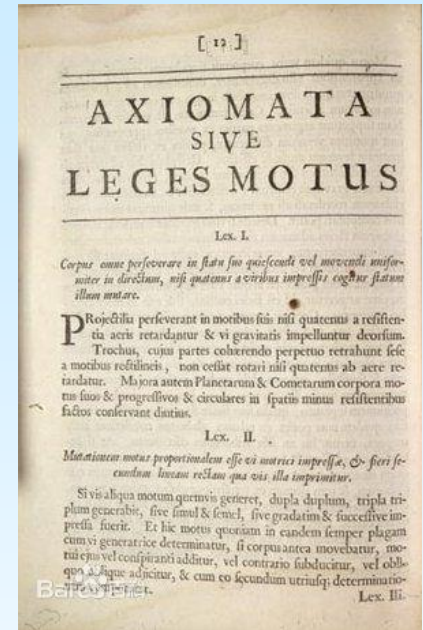 [ 12 ]
AXIOMATA
SIVE
LEGES MOTUS
Lex. I.
Corpus omne perſeverare in ſtatu ſuo quieſcendi vel movendi unifor-
miter in directum, niſi quatenus a viribus impreſſis cogitur ſtatum
illum mutare.
PRojectilia perſeverant in motibus ſuis niſi quatenus a reſiſten-
tia aeris retardantur & vi gravitatis impelluntur deorſum.
Trochus, cujus partes cohærendo perpetuo retrahunt ſeſe
a motibus rectilineis, non ceſſat rotari niſi quatenus ab aere re-
tardatur. Majora autem Planetarum & Cometarum corpora mo-
tus ſuos & progreſſivos & circulares in ſpatiis minus reſiſtentibus
factos conſervant diutius.
Lex. II.
Mutationem motus proportionalem eſſe vi motrici impreſſæ, & fieri ſe-
cundum lineam rectam qua vis illa imprimitur.
Si vis aliqua motum quemvis generet, dupla duplum, tripla tri-
plum generabit, ſive ſimul & ſemel, ſive gradatim & ſucceſſive im-
preſſa fuerit. Et hic motus quoniam in eandem ſemper plagam
cum vi generatrice determinatur, ſi corpus antea movebatur, mo-
tui ejus vel conſpiranti additur, vel contrario ſubducitur, vel obli-
quo oblique adjicitur, & cum eo ſecundum utriuſq; determinatio-
Lex. III.